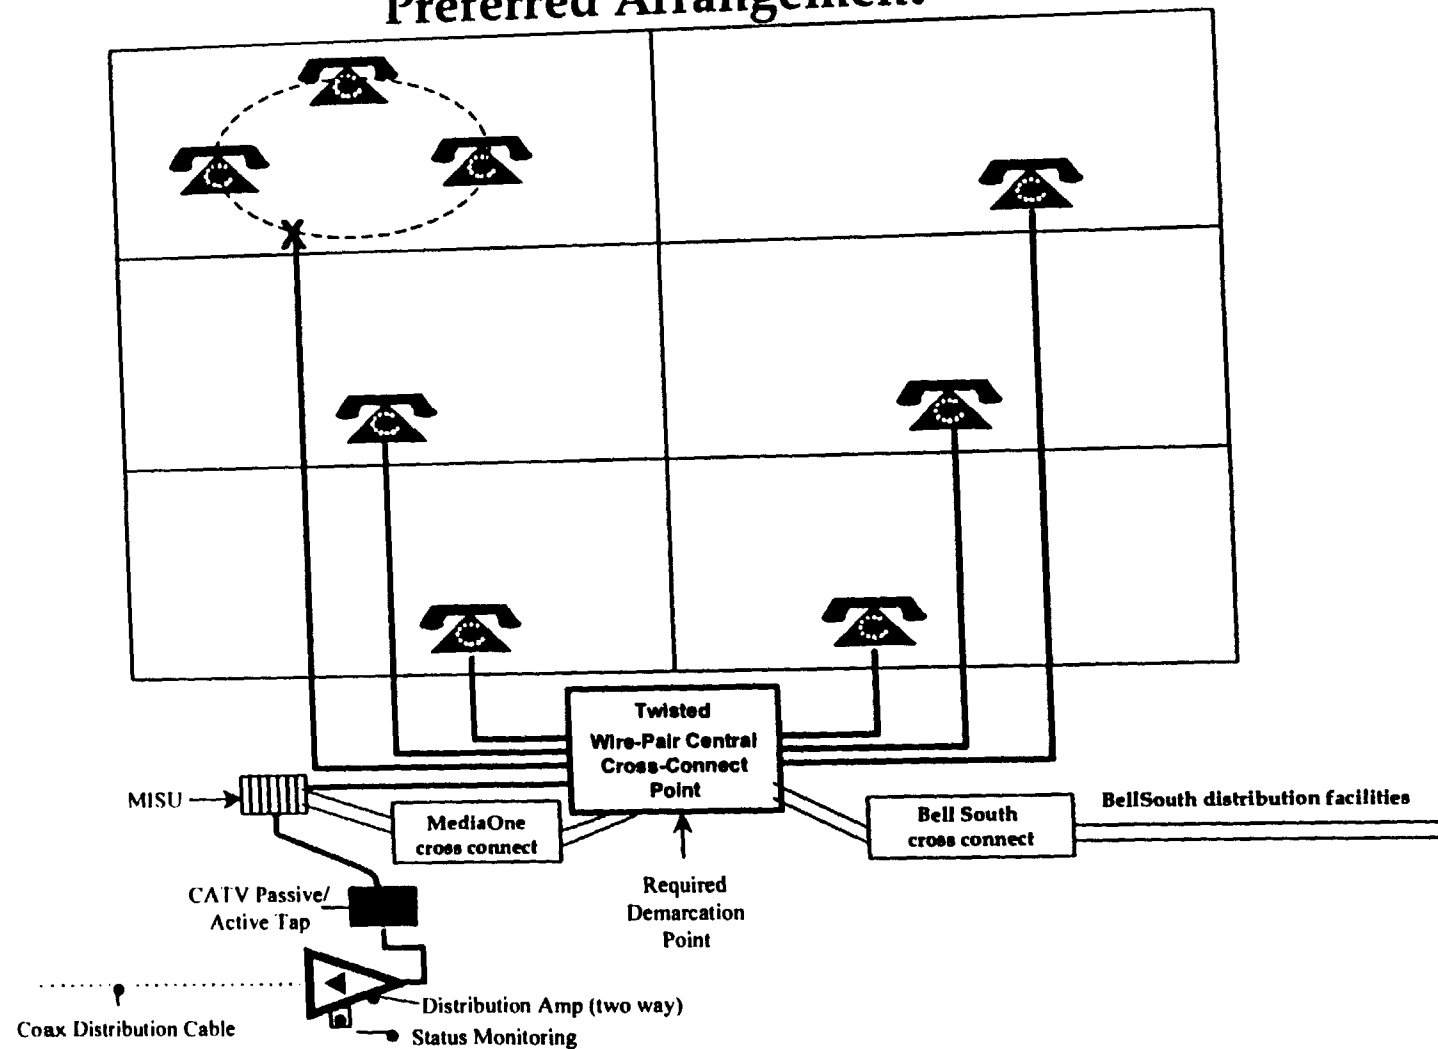 Preferred Arrangement
Twisted
Wire-Pair Central
Cross-Connect
Point
MISU
MediaOne
cross connect
Bell South
cross connect
BellSouth distribution facilities
Required
Demarcation
Point
CATV Passive/
Active Tap
Distribution Amp (two way)
Coax Distribution Cable
Status Monitoring